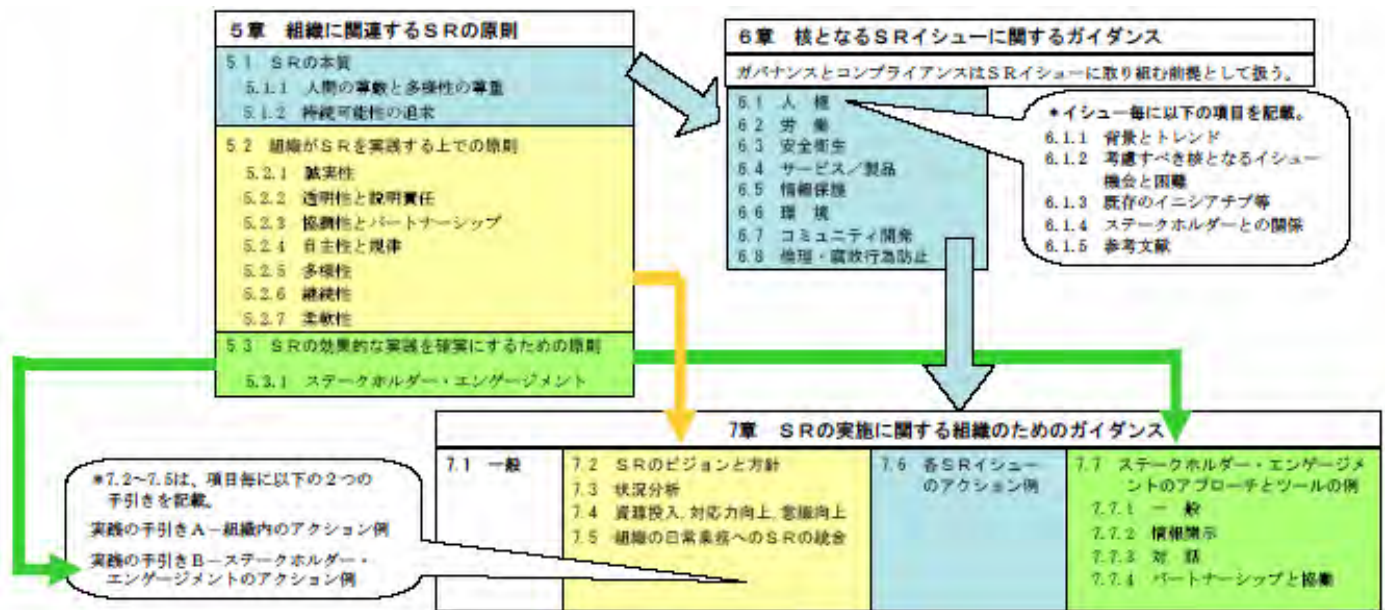 5章 組織に関連するSRの原則
5.1 SRの本質
5.1.1 人間の尊厳と多様性の尊重
5.1.2 持続可能性の追求
5.2 組織がSRを実践する上での原則
5.2.1 誠実性
5.2.2 透明性と説明責任
5.2.3 協調性とパートナーシップ
5.2.4 自主性と規律
5.2.5 多様性
5.2.6 継続性
5.2.7 柔軟性
5.3 SRの効果的な実践を確実にするための原則
5.3.1 ステークホルダー・エンゲージメント
6章 核となるSRイシューに関するガイダンス
ガバナンスとコンプライアンスはSRイシューに取り組む前提として扱う。
6.1 人 権
6.2 労 働
6.3 安全衛生
6.4 サービス/製品
6.5 情報保護
6.6 環 境
6.7 コミュニティ開発
6.8 倫理・腐敗行為防止
*イシュー毎に以下の項目を記載。
6.1.1 背景とトレンド
6.1.2 考慮すべき核となるイシュー
機会と困難
6.1.3 既存のイニシアチブ等
6.1.4 ステークホルダーとの関係
6.1.5 参考文献
7章 SRの実施に関する組織のためのガイダンス
7.1 一般
7.2 SRのビジョンと方針
7.3 状況分析
7.4 資源投入,対応力向上,意識向上
7.5 組織の日常業務へのSRの統合
7.6 各SRイシュー
のアクション例
7.7 ステークホルダー・エンゲージメ
ントのアプローチとツールの例
7.7.1 一 般
7.7.2 情報開示
7.7.3 対 話
7.7.4 パートナーシップと協働
*7.2~7.5は、項目毎に以下の2つの
手引きを記載。
実践の手引きA-組織内のアクション例
実践の手引きB-ステークホルダー・
エンゲージメントのアクション例